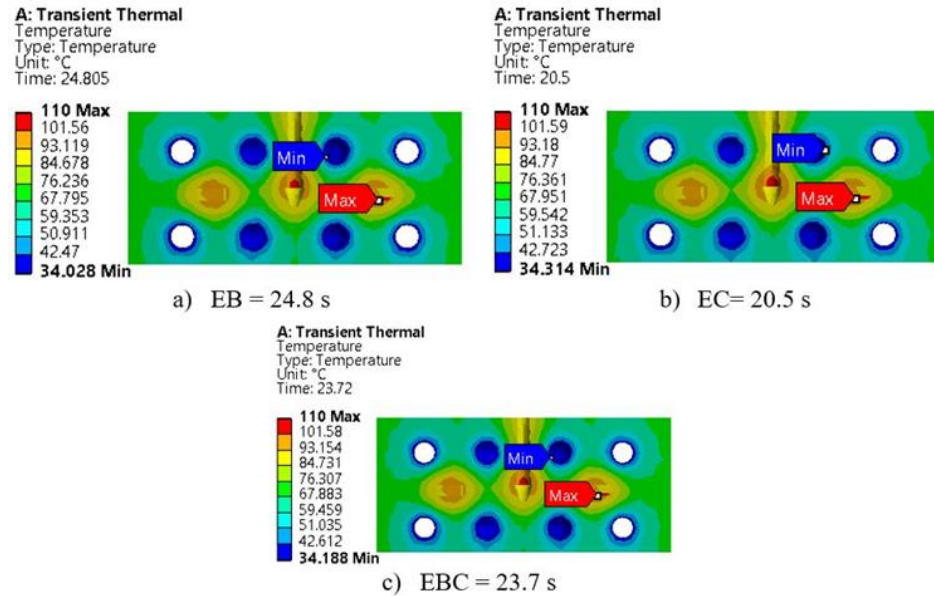 A: Transient Thermal
Temperature
Type: Temperature
Unit: °C
Time: 24.805
110 Max
101.56
93.119
84.678
76.236
67.795
59.353
50.911
42.47
34.028 Min
Min
Max
a) EB = 24.8 s
A: Transient Thermal
Temperature
Type: Temperature
Unit: °C
Time: 20.5
110 Max
101.59
93.18
84.77
76.361
67.951
59.542
51.133
42.723
34.314 Min
Min
Max
b) EC= 20.5 s
A: Transient Thermal
Temperature
Type: Temperature
Unit: °C
Time: 23.72
110 Max
101.58
93.154
84.731
76.307
67.883
59.459
51.035
42.612
34.188 Min
Min
Max
c) EBC = 23.7 s